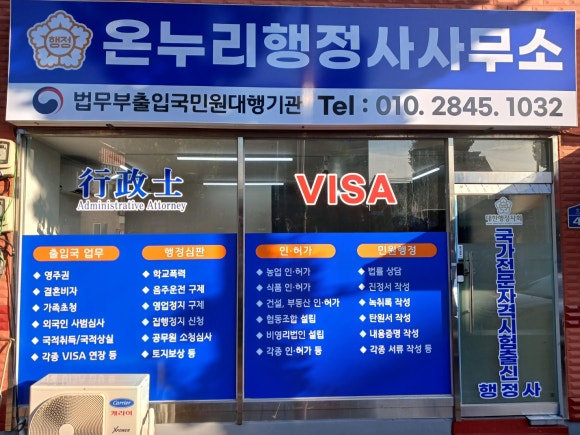 행정
온누리행정사사무소
법무부출입국민원대행기관 Tel : 010. 2845. 1032
行政士
Administrative Attorney
VISA
출입국 업무
◆ 영주권
◆ 결혼비자
◆ 가족초청
◆ 외국인 사범심사
◆ 국적취득/국적상실
◆ 각종 VISA 연장 등
행정심판
◆ 학교폭력
◆ 음주운전 구제
◆ 영업정지 구제
◆ 집행정지 신청
◆ 공무원 소청심사
◆ 토지보상 등
인·허가
◆ 농업 인·허가
◆ 식품 인·허가
◆ 건설, 부동산 인·허가
◆ 협동조합 설립
◆ 비영리법인 설립
◆ 각종 인·허가 등
민원행정
◆ 법률 상담
◆ 진정서 작성
◆ 녹취록 작성
◆ 탄원서 작성
◆ 내용증명 작성
◆ 각종 서류 작성 등
대한행정사회
국가전문자격시험출신
행정사
Carrier
캐리어